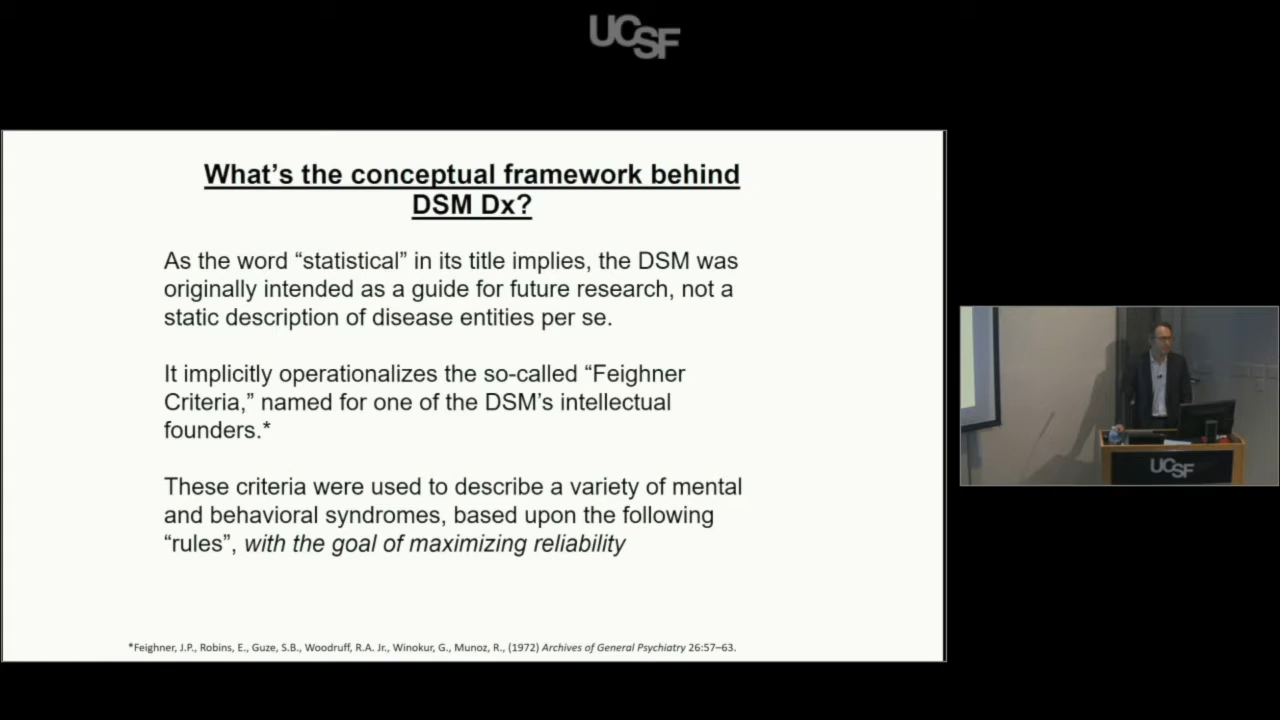 UCSF
What’s the conceptual framework behind
DSM Dx?
As the word “statistical” in its title implies, the DSM was
originally intended as a guide for future research, not a
static description of disease entities per se.
It implicitly operationalizes the so-called “Feighner
Criteria,” named for one of the DSM’s intellectual
founders.*
These criteria were used to describe a variety of mental
and behavioral syndromes, based upon the following
“rules”, with the goal of maximizing reliability
*Feighner, J.P., Robins, E., Guze, S.B., Woodruff, R.A. Jr., Winokur, G., Munoz, R., (1972) Archives of General Psychiatry 26:57–63.
UCSF